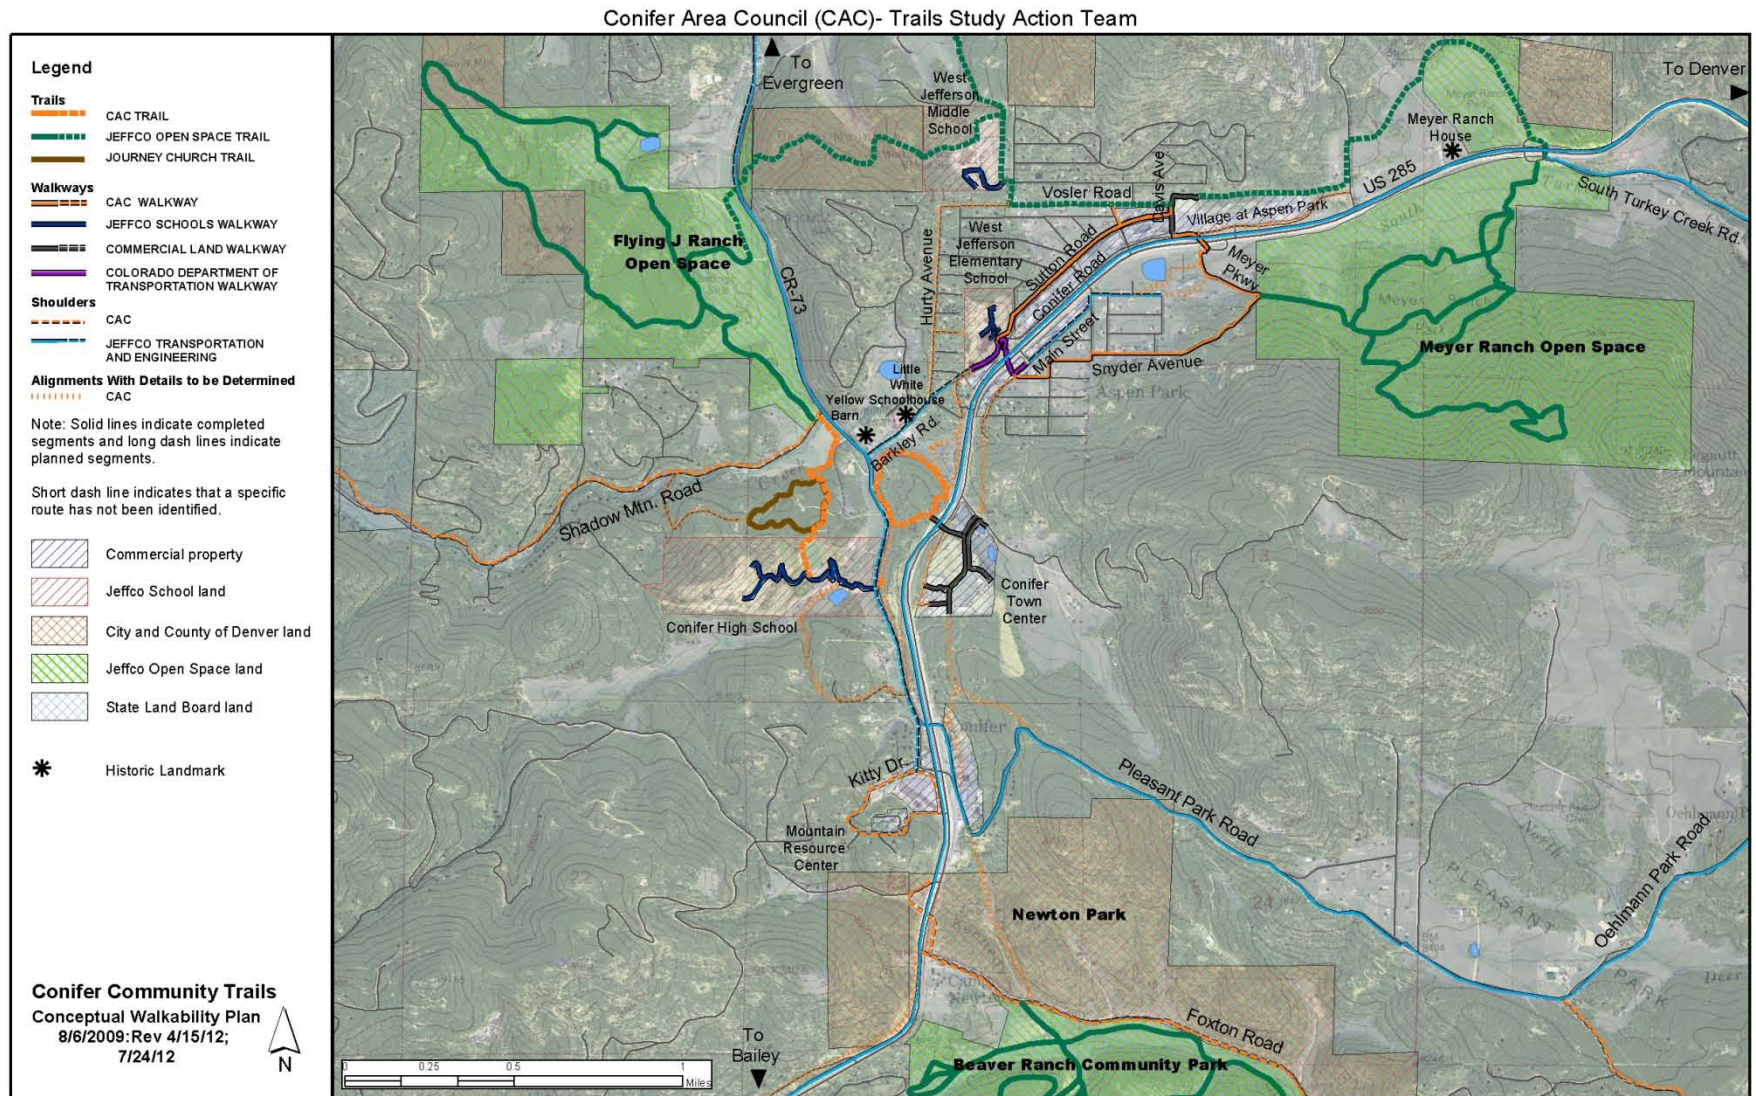 Conifer Area Council (CAC)- Trails Study Action Team
Legend
Trails
CAC TRAIL
JEFFCO OPEN SPACE TRAIL
JOURNEY CHURCH TRAIL
Walkways
CAC WALKWAY
JEFFCO SCHOOLS WALKWAY
COMMERCIAL LAND WALKWAY
COLORADO DEPARTMENT OF
TRANSPORTATION WALKWAY
Shoulders
CAC
JEFFCO TRANSPORTATION
AND ENGINEERING
Alignments With Details to be Determined
CAC
Note: Solid lines indicate completed
segments and long dash lines indicate
planned segments.
Short dash line indicates that a specific
route has not been identified.
Commercial property
Jeffco School land
City and County of Denver land
Jeffco Open Space land
State Land Board land
Historic Landmark
Conifer Community Trails
Conceptual Walkability Plan
8/6/2009:Rev 4/15/12;
7/24/12
N
To
Evergreen
West
Jefferson
Middle
School
To Denver
Meyer Ranch
House
US 285
South Turkey Creek Rd.
Vosler Road
Davis Ave
Village at Aspen Park
Flying J Ranch
Open Space
CR-73
Hurty Avenue
West
Jefferson
Elementary
School
Sutton Road
Conifer Road
Main Street
Meyer
Pkwy
Snyder Avenue
Aspen Park
Meyer Ranch Open Space
Little
White
Schoolhouse
Yellow
Barn
Barkley Rd.
Shadow Mtn. Road
Conifer High School
Conifer
Town
Center
Conifer
Kitty Dr.
Mountain
Resource
Center
Pleasant Park Road
Oehlmann Park Road
Newton Park
24
PLEASANT
PARK
Foxton Road
Beaver Ranch Community Park
To
Bailey
0 0.25 0.5 1
Miles